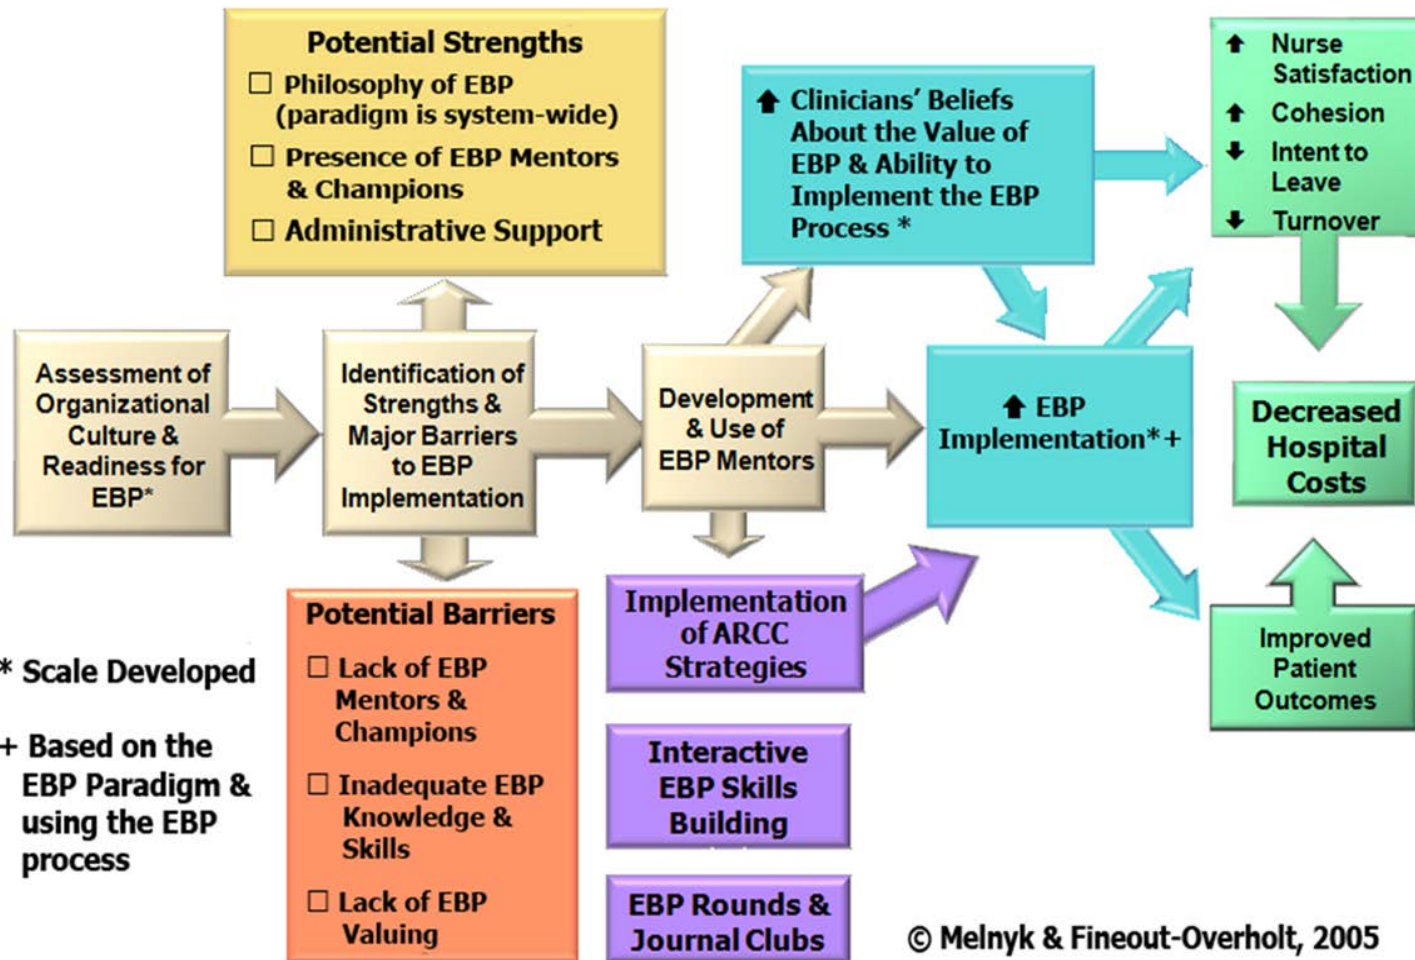 Potential Strengths
☐ Philosophy of EBP
(paradigm is system-wide)
☐ Presence of EBP Mentors
& Champions
☐ Administrative Support
⬆ Clinicians’ Beliefs
About the Value of
EBP & Ability to
Implement the EBP
Process *
⬆ Nurse
Satisfaction
⬆ Cohesion
⬇ Intent to
Leave
⬇ Turnover
Assessment of
Organizational
Culture &
Readiness for
EBP*
Identification of
Strengths &
Major Barriers
to EBP
Implementation
Development
& Use of
EBP Mentors
⬆ EBP
Implementation*+
Decreased
Hospital
Costs
Potential Barriers
☐ Lack of EBP
Mentors &
Champions
☐ Inadequate EBP
Knowledge &
Skills
☐ Lack of EBP
Valuing
Implementation
of ARCC
Strategies
Interactive
EBP Skills
Building
EBP Rounds &
Journal Clubs
Improved
Patient
Outcomes
* Scale Developed
+ Based on the
EBP Paradigm &
using the EBP
process
© Melnyk & Fineout-Overholt, 2005